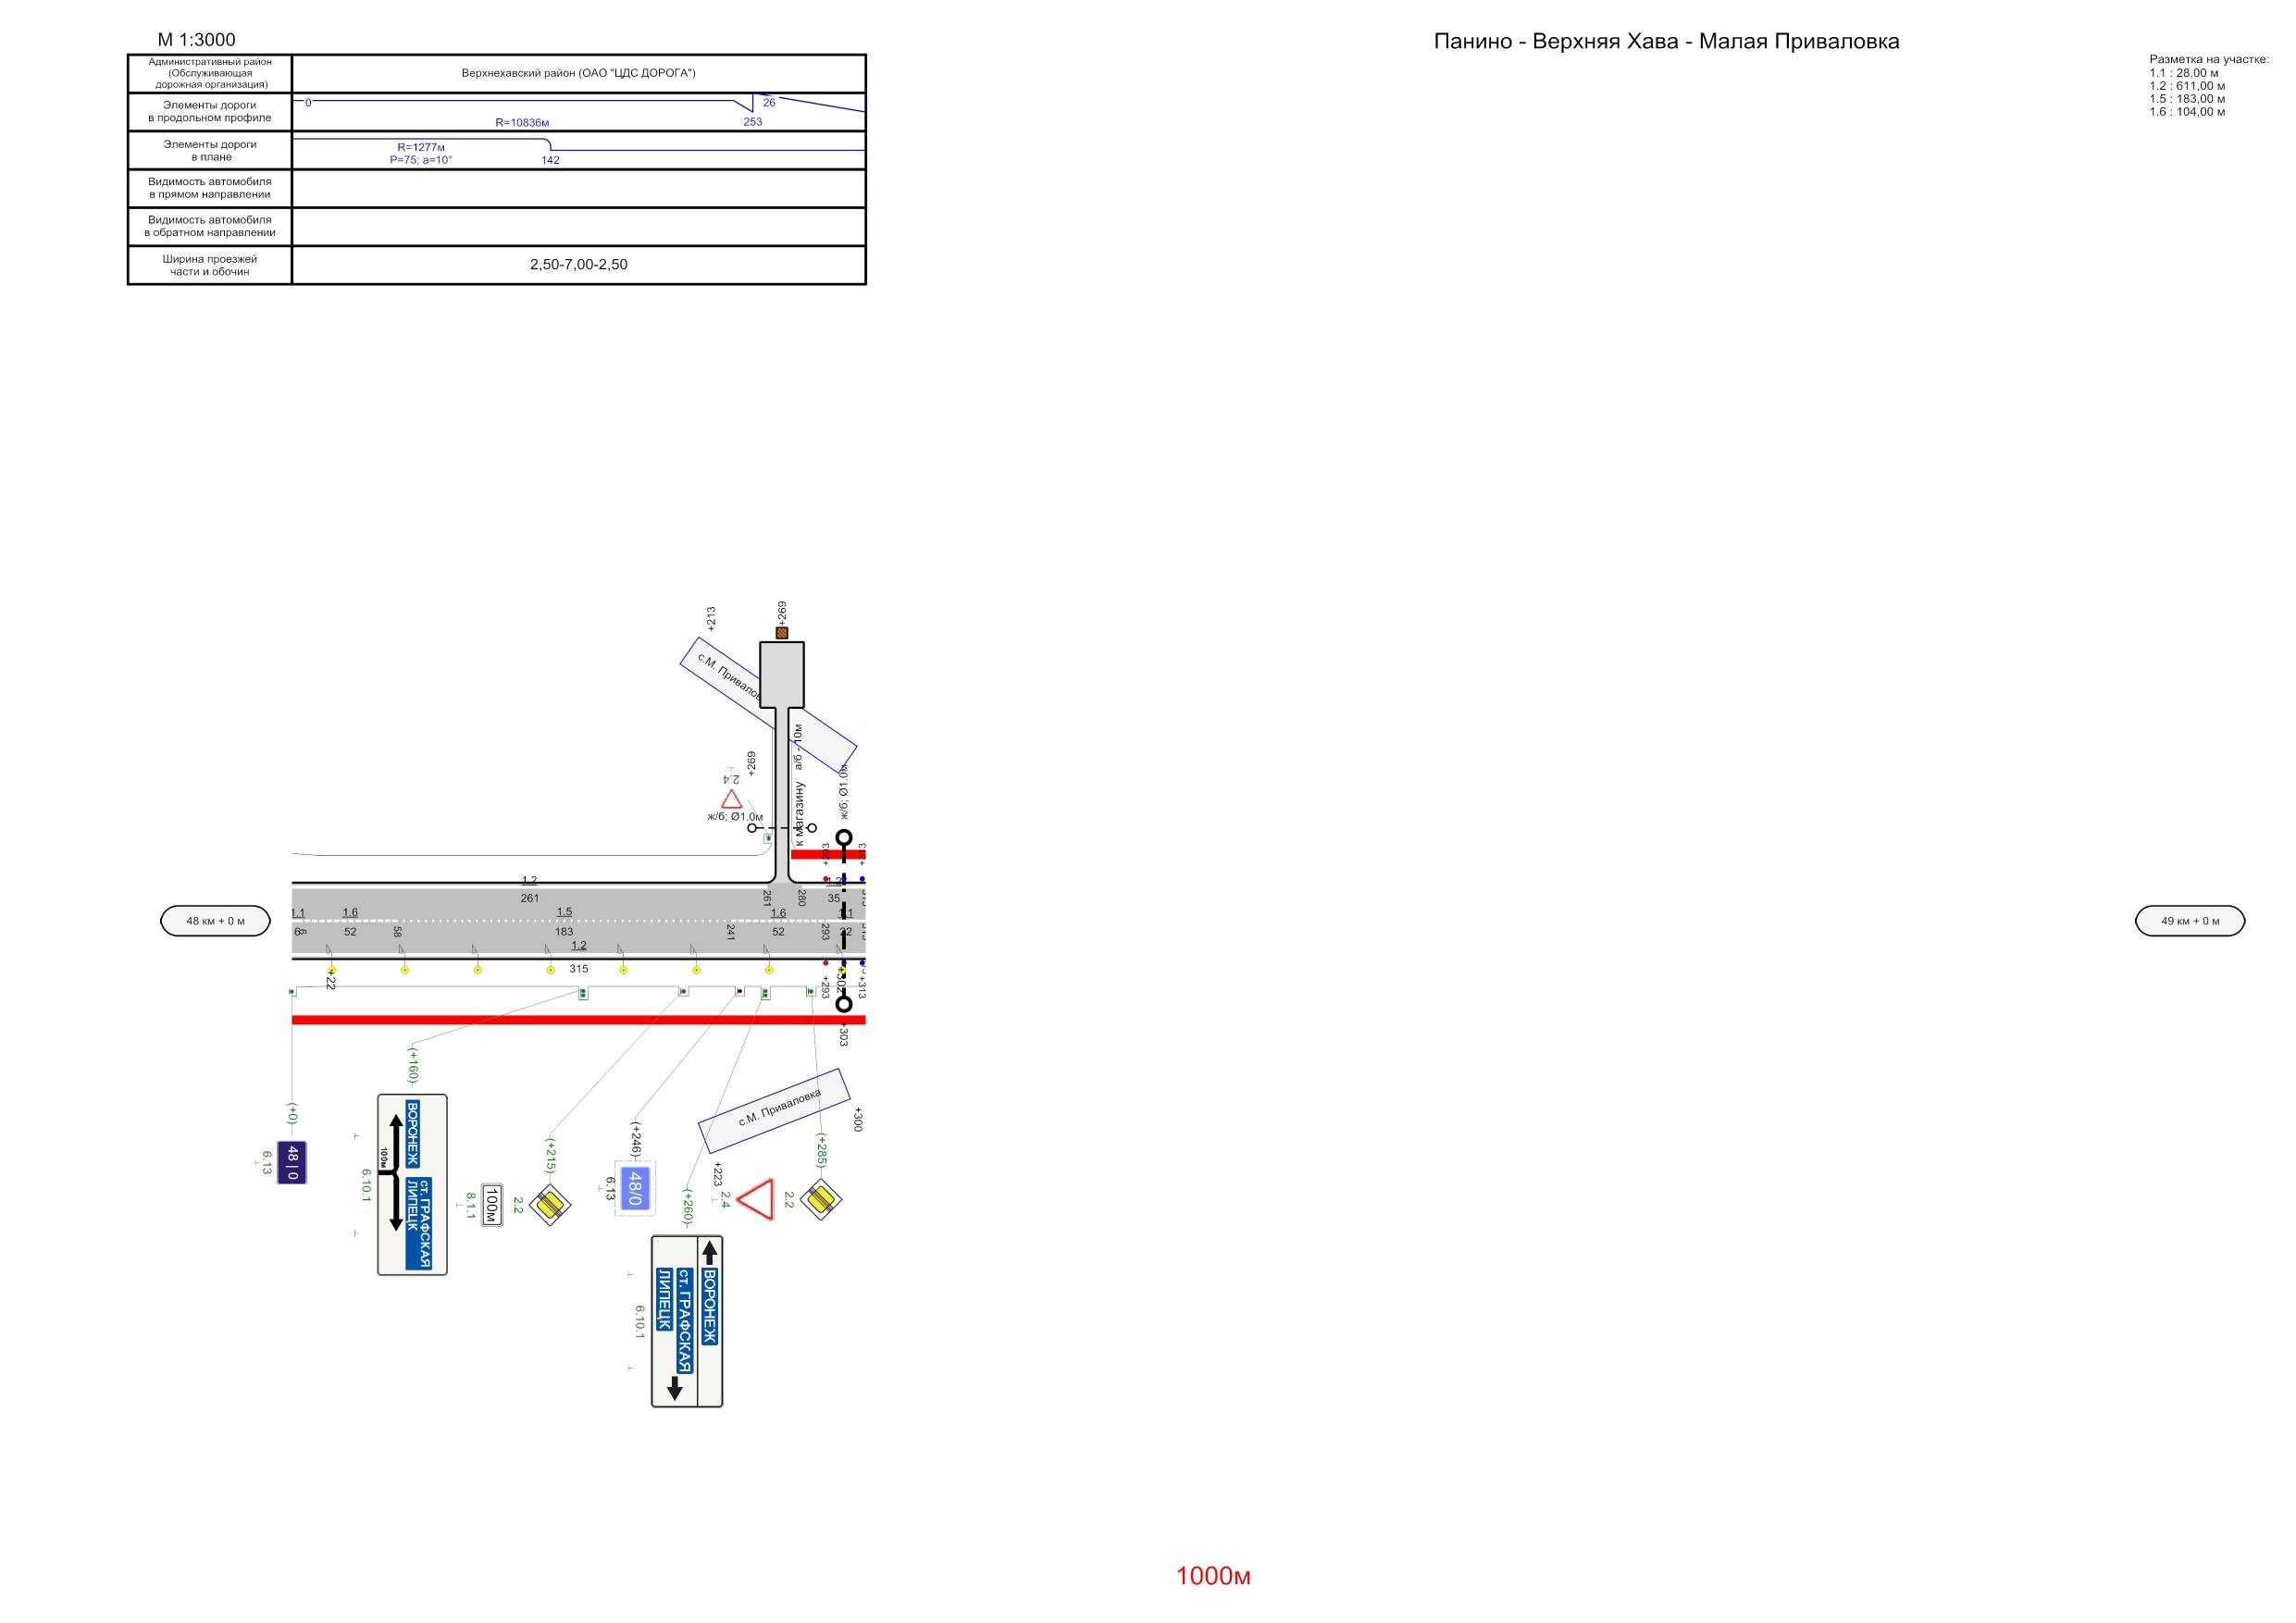 М 1:3000
Панино - Верхняя Хава - Малая Приваловка
Разметка на участке:
1.1 : 28,00 м
1.2 : 611,00 м
1.5 : 183,00 м
1.6 : 104,00 м
Административный район
(Обслуживающая
дорожная организация)
Верхнехавский район (ОАО "ЦДС ДОРОГА")
Элементы дороги
в продольном профиле
0
26
R=10836м
253
Элементы дороги
в плане
R=1277м
P=75; a=10°
142
Видимость автомобиля
в прямом направлении
Видимость автомобиля
в обратном направлении
Ширина проезжей
части и обочин
2,50-7,00-2,50
+213
+269
с.М. Привалов
а/б - 10м
к магазину
+269
2.4
ж/б; Ø1.0м
ж/б; Ø1.0м
+293
+313
1.2
1.2
261
261
280
35
48 км + 0 м
49 км + 0 м
1.1
1.6
1.5
1.6
1.1
6
6
52
58
183
241
52
293
22
1.2
315
+22
+293
+302
+313
+303
(+160)
(+0)
48|0
6.13
ВОРОНЕЖ
100м
ст. ГРАФСКАЯ
ЛИПЕЦК
6.10.1
(+215)
2.2
100м
8.1.1
(+246)
48/0
6.13
с.М. Приваловка
+300
+223
(+285)
2.2
2.4
(+260)
ВОРОНЕЖ
ст. ГРАФСКАЯ
ЛИПЕЦК
6.10.1
1000м